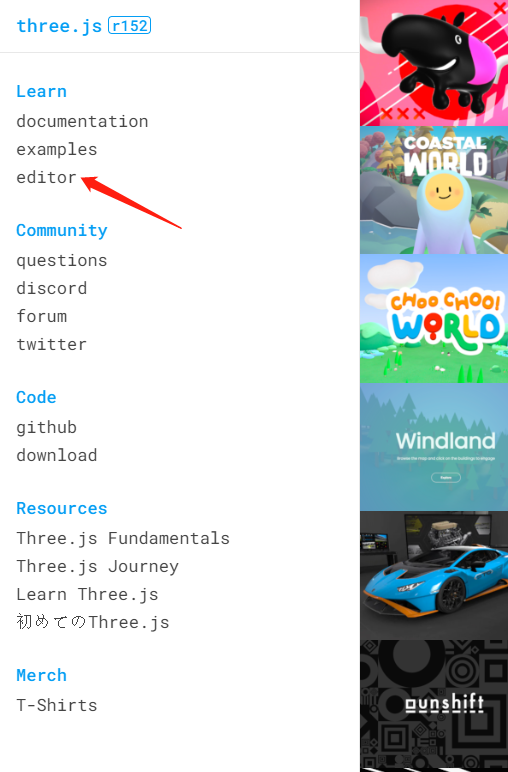 three.js r152
Learn
documentation
examples
editor
Community
questions
discord
forum
twitter
Code
github
download
Resources
Three.js Fundamentals
Three.js Journey
Learn Three.js
初めてのThree.js
Merch
T-Shirts
COASTAL
WORLD
CHOO CHOO!
WORLD
Windland
gunshift